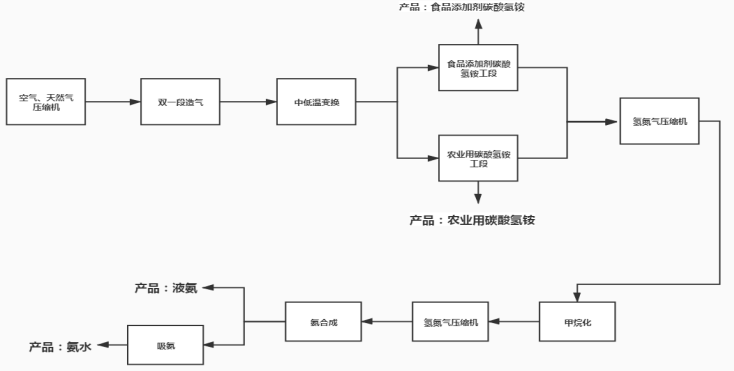 产品：食品添加剂碳酸氢铵
食品添加剂碳酸
氢铵工段
空气、天然气
压缩机
双一段造气
中低温变换
氢氮气压缩机
农业用碳酸氢铵
工段
产品：农业用碳酸氢铵
产品：液氨
氨合成
氢氮气压缩机
甲烷化
吸氨
产品：氨水